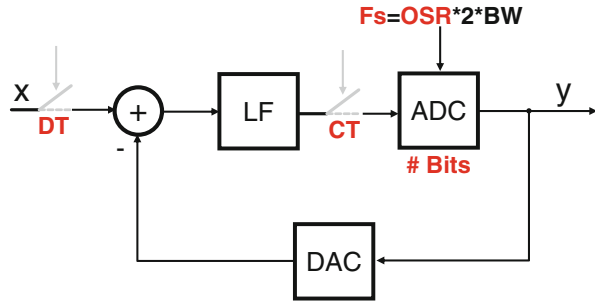 Fs=OSR*2*BW
x
y
+
LF
ADC
DT
CT
-
# Bits
DAC